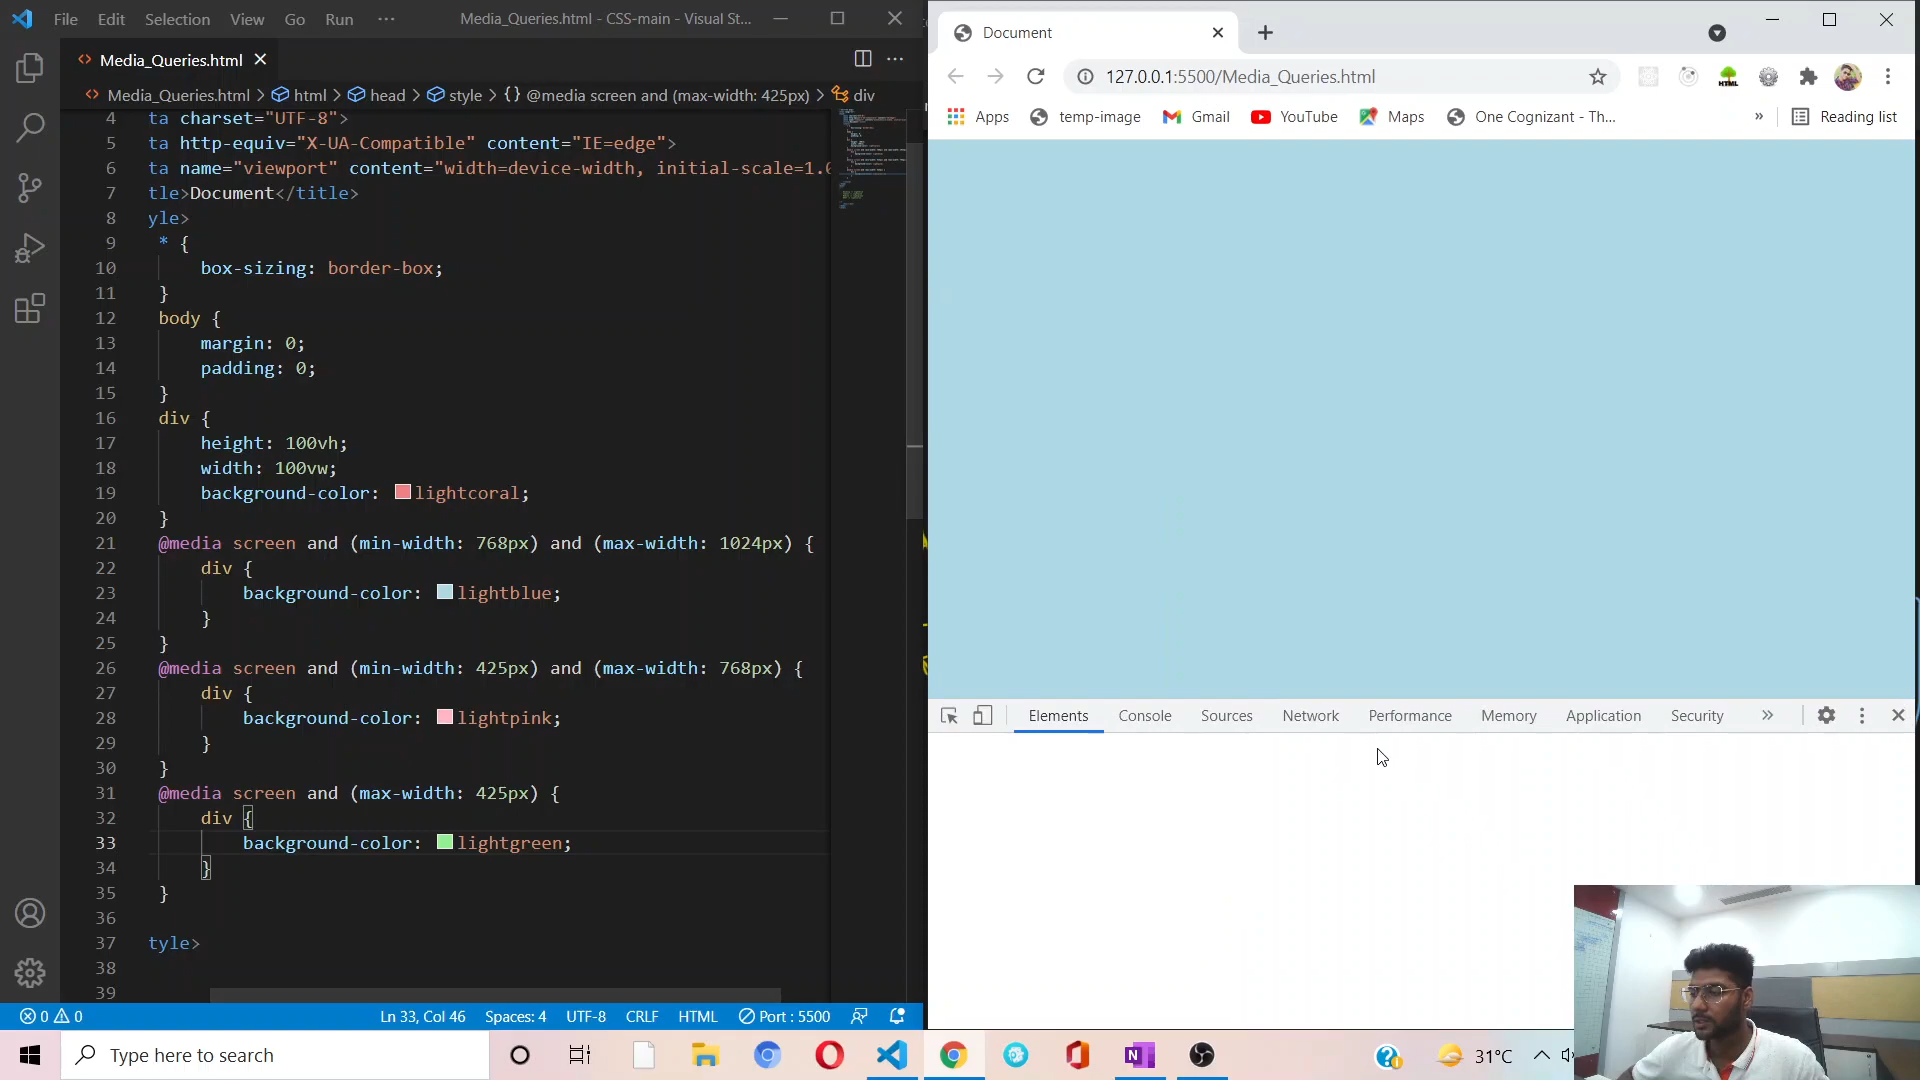 File Edit Selection View Go Run ··· Media_Queries.html - CSS-main - Visual St...
Media_Queries.html
Media_Queries.html > html > head > style > {} @media screen and (max-width: 425px) > div
4 ta charset="UTF-8">
5 ta http-equiv="X-UA-Compatible" content="IE=edge">
6 ta name="viewport" content="width=device-width, initial-scale=1.0
7 tle>Document</title>
8 yle>
9 * {
10 box-sizing: border-box;
11 }
12 body {
13 margin: 0;
14 padding: 0;
15 }
16 div {
17 height: 100vh;
18 width: 100vw;
19 background-color: lightcoral;
20 }
21 @media screen and (min-width: 768px) and (max-width: 1024px) {
22 div {
23 background-color: lightblue;
24 }
25 }
26 @media screen and (min-width: 425px) and (max-width: 768px) {
27 div {
28 background-color: lightpink;
29 }
30 }
31 @media screen and (max-width: 425px) {
32 div {
33 background-color: lightgreen;
34 }
35 }
36
37 tyle>
38
39
0 0 Ln 33, Col 46 Spaces: 4 UTF-8 CRLF HTML Port : 5500
Document
127.0.0.1:5500/Media_Queries.html
Apps temp-image Gmail YouTube Maps One Cognizant - Th... » Reading list
HTML
Elements Console Sources Network Performance Memory Application Security »
Type here to search
31°C